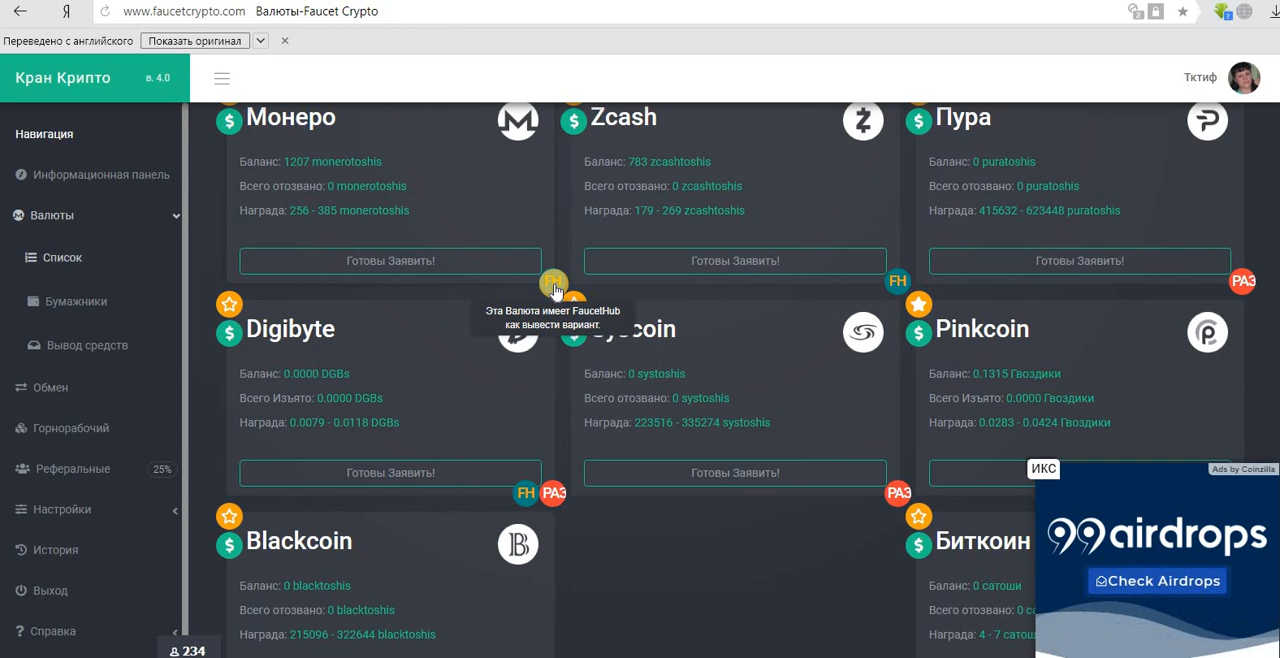 Я
www.faucetcrypto.com Валюты-Faucet Crypto
2
?
Переведено с английского Показать оригинал
Кран Крипто в. 4.0
Тктиф
Навигация
Информационная панель
Валюты
Список
Бумажники
Вывод средств
Обмен
Горнорабочий
Реферальные 25%
Настройки
История
Выход
Справка
234
$ Монеро
Баланс: 1207 monerotoshis
Всего отозвано: 0 monerotoshis
Награда: 256 - 385 monerotoshis
Готовы Заявить!
FH
Эта Валюта имеет FaucetHub
как вывести вариант.
$ Zcash
Баланс: 783 zcashtoshis
Всего отозвано: 0 zcashtoshis
Награда: 179 - 269 zcashtoshis
Готовы Заявить!
FH
$ Пура
Баланс: 0 puratoshis
Всего отозвано: 0 puratoshis
Награда: 415632 - 623448 puratoshis
Готовы Заявить!
РАЗ
$ Digibyte
Баланс: 0.0000 DGBs
Всего Изъято: 0.0000 DGBs
Награда: 0.0079 - 0.0118 DGBs
Готовы Заявить!
FH РАЗ
Баланс: 0 systoshis
Всего отозвано: 0 systoshis
Награда: 223516 - 335274 systoshis
Готовы Заявить!
РАЗ
$ Pinkcoin
Баланс: 0.1315 Гвоздики
Всего Изъято: 0.0000 Гвоздики
Награда: 0.0283 - 0.0424 Гвоздики
$ Blackcoin
Баланс: 0 blacktoshis
Всего отозвано: 0 blacktoshis
Награда: 215096 - 322644 blacktoshis
$ Биткоин
Баланс: 0 сатоши
Всего отозвано: 0
Награда: 4 - 7
ИКС
Ads by Coinzilla
99airdrops
Check Airdrops